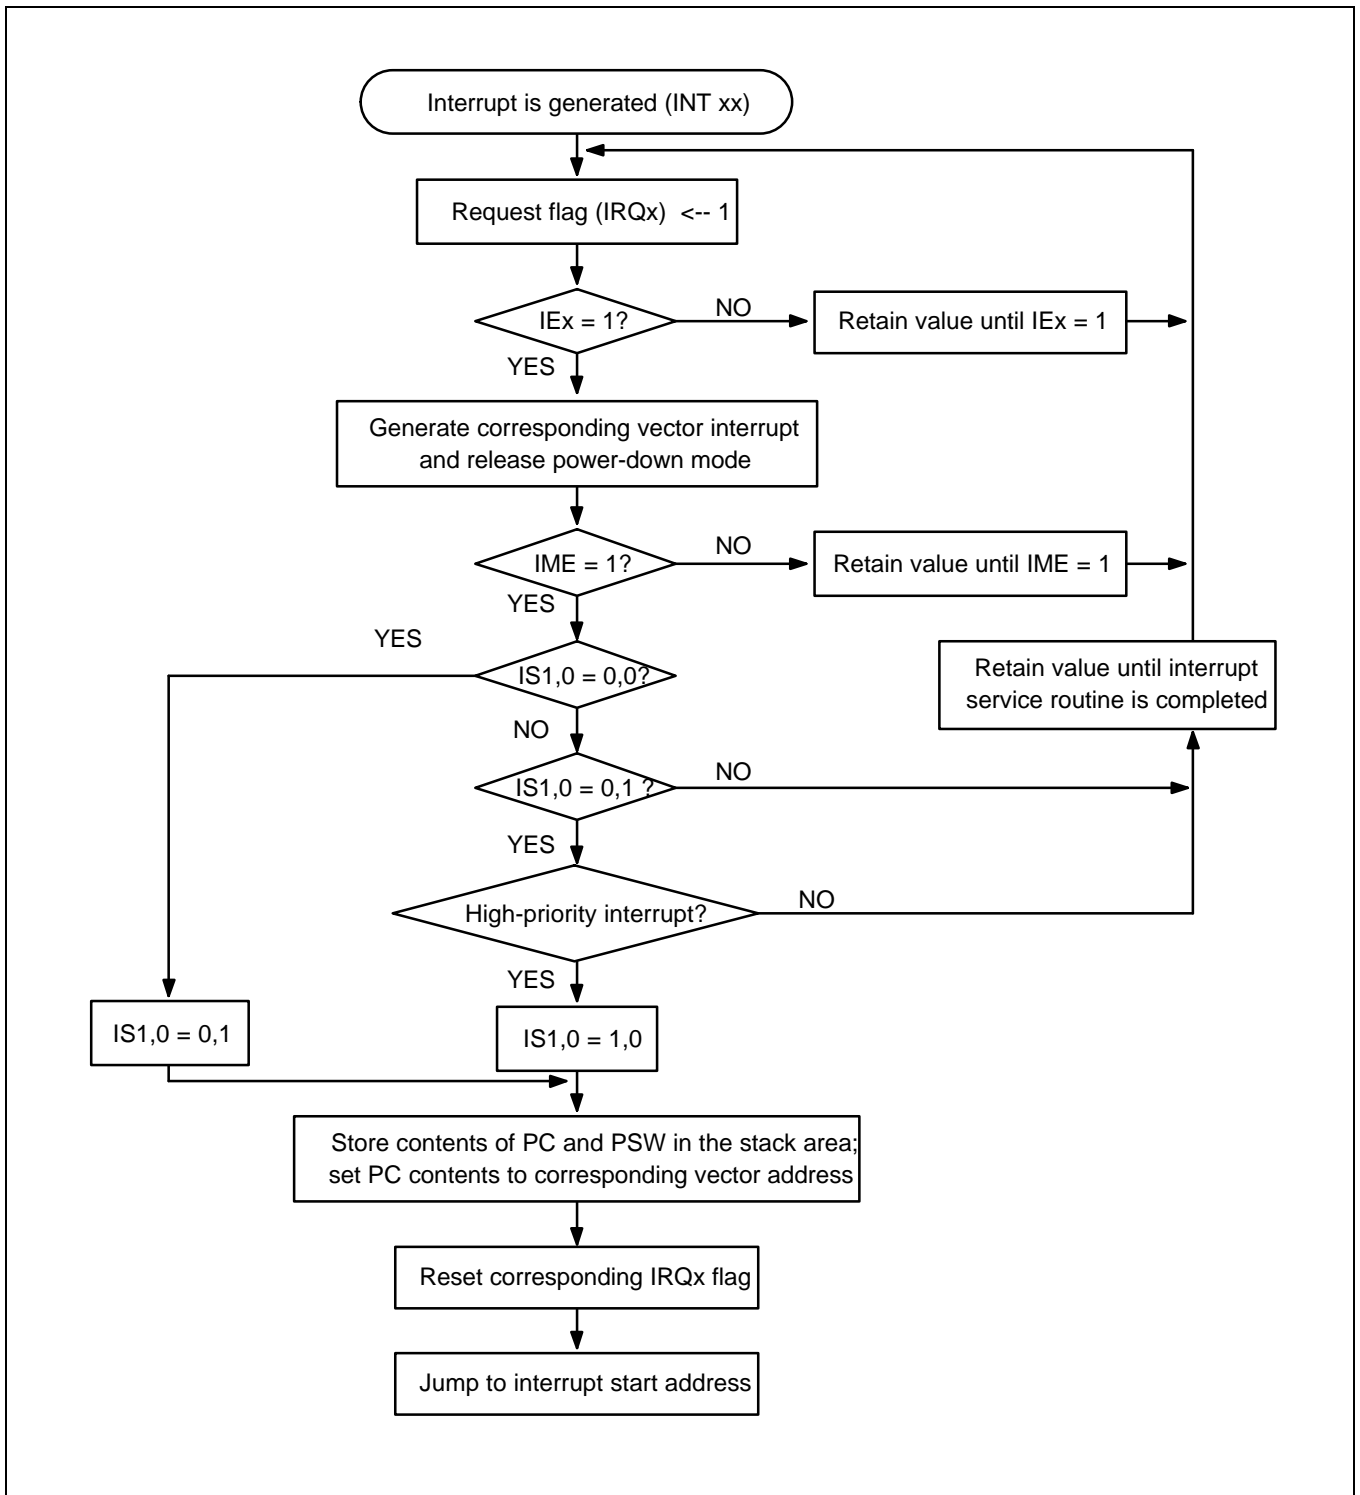 Interrupt is generated (INT xx)
Request flag (IRQx) <-- 1
IEx = 1?
NO
Retain value until IEx = 1
YES
Generate corresponding vector interrupt
and release power-down mode
IME = 1?
NO
Retain value until IME = 1
YES
YES
IS1,0 = 0,0?
Retain value until interrupt
service routine is completed
NO
IS1,0 = 0,1 ?
NO
YES
High-priority interrupt?
NO
YES
IS1,0 = 0,1
IS1,0 = 1,0
Store contents of PC and PSW in the stack area;
set PC contents to corresponding vector address
Reset corresponding IRQx flag
Jump to interrupt start address